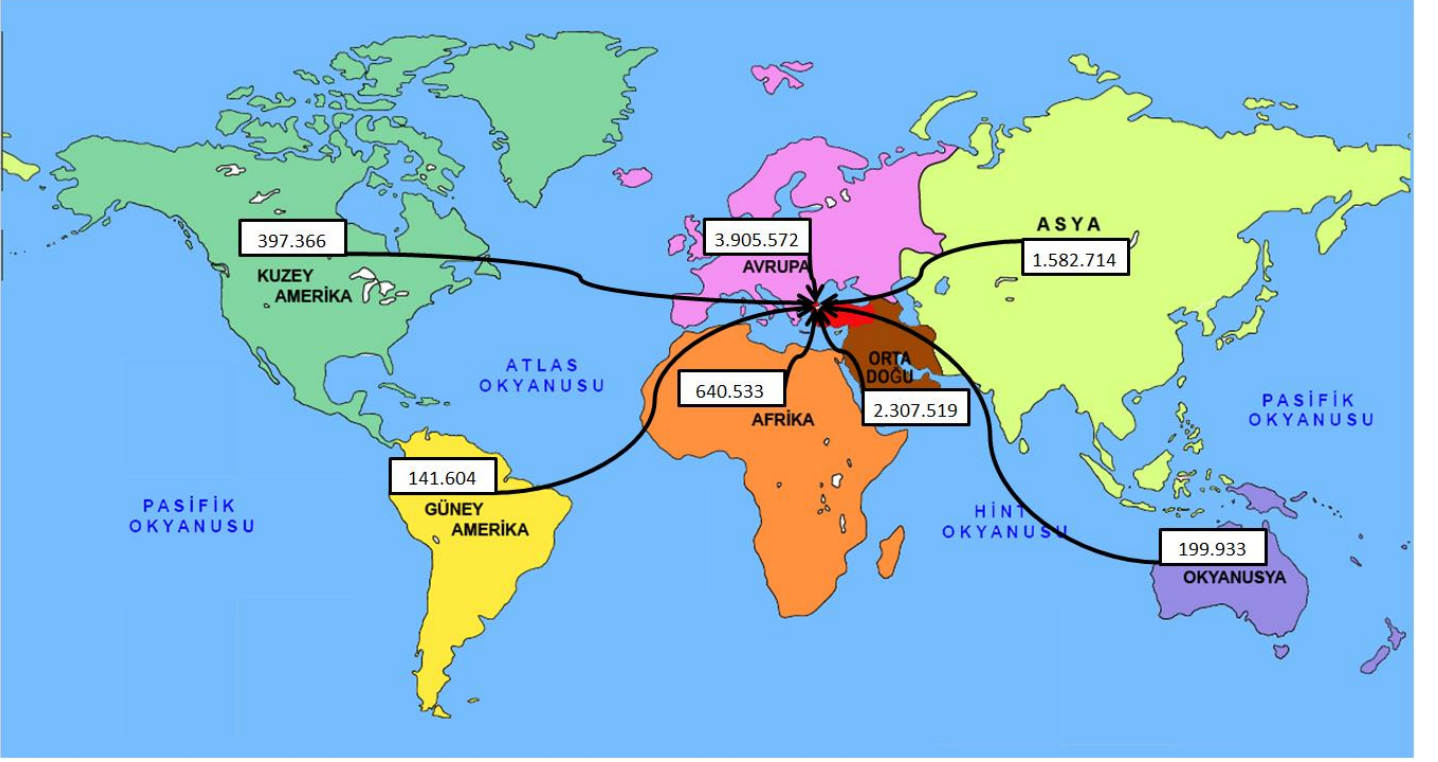 397.366
KUZEY
AMERİKA
3.905.572
AVRUPA
ASYA
1.582.714
ATLAS
OKYANUSU
ORTA
DOĞU
640.533
AFRİKA
2.307.519
PASİFİK
OKYANUSU
141.604
GÜNEY
AMERİKA
PASİFİK
OKYANUSU
HİNT
OKYANUSU
199.933
OKYANUSYA